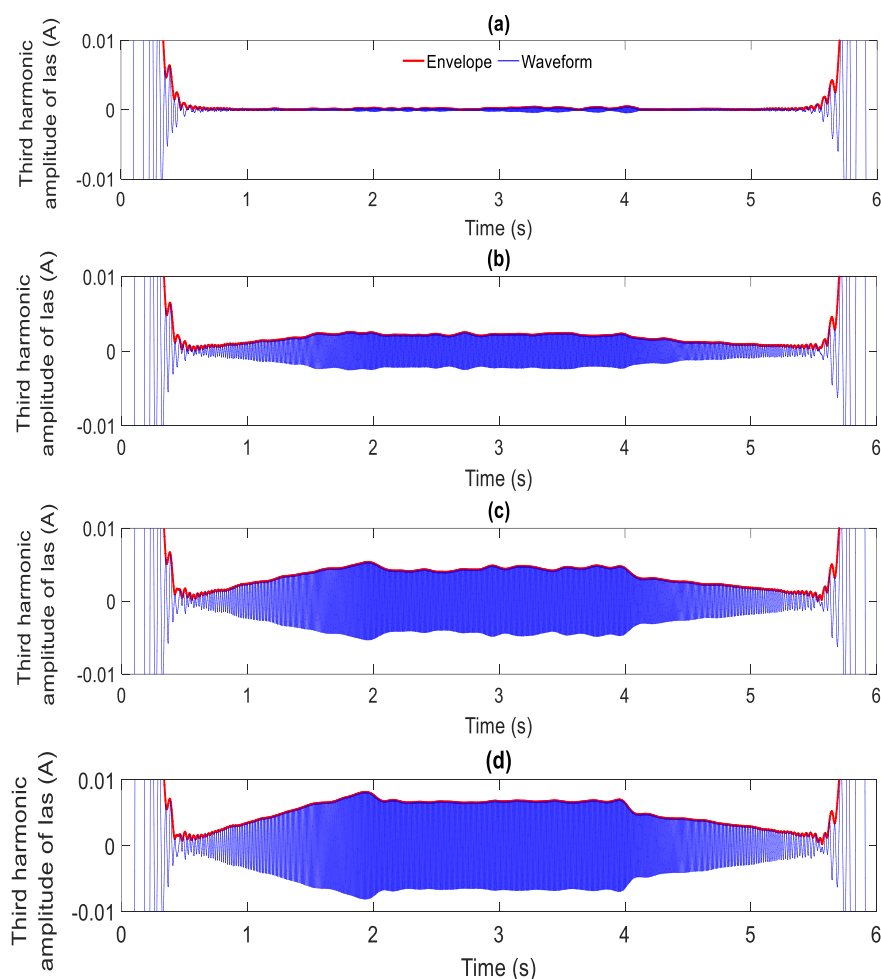 (a)
Third harmonic
amplitude of Ias (A)
0.01
0
-0.01
Envelope Waveform
0 1 2 3 4 5 6
Time (s)
(b)
Third harmonic
amplitude of Ias (A)
0.01
0
-0.01
0 1 2 3 4 5 6
Time (s)
(c)
Third harmonic
amplitude of Ias (A)
0.01
0
-0.01
0 1 2 3 4 5 6
Time (s)
(d)
Third harmonic
amplitude of Ias (A)
0.01
0
-0.01
0 1 2 3 4 5 6
Time (s)